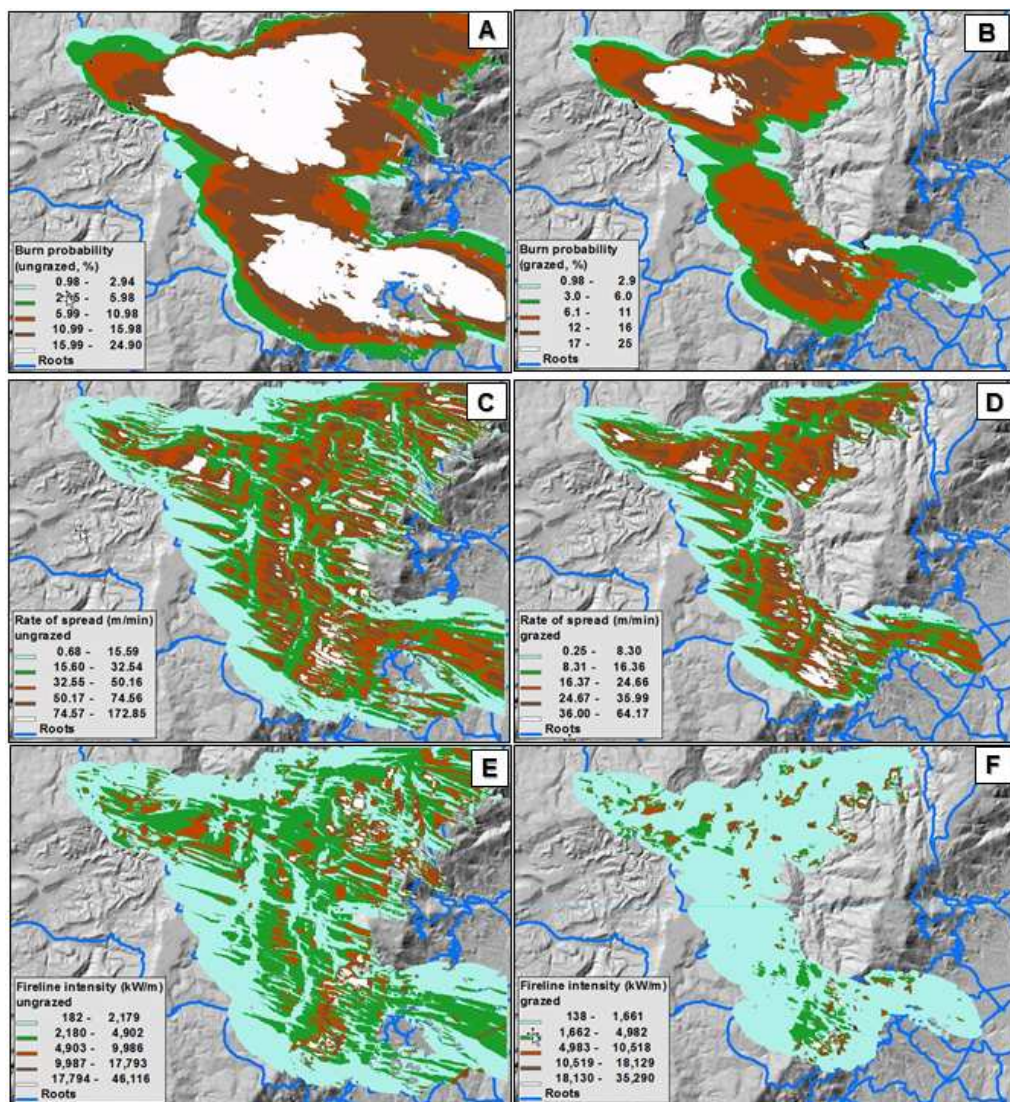 A
Burn probability
(ungrazed, %)
0.98 - 2.94
5.98
5.99 - 10.98
10.99 - 15.98
15.99 - 24.90
Roots
B
Burn probability
(grazed, %)
0.98 - 2.9
3.0 - 6.0
6.1 - 11
12 - 16
17 - 25
Roots
C
Rate of spread (m/min)
ungrazed
0.68 - 15.59
15.60 - 32.54
32.55 - 50.16
50.17 - 74.56
74.57 - 172.85
Roots
D
Rate of spread (m/min)
grazed
0.25 - 8.30
8.31 - 16.36
16.37 - 24.66
24.67 - 35.99
36.00 - 64.17
Roots
E
Fireline intensity (kW/m)
ungrazed
182 - 2,179
2,180 - 4,902
4,903 - 9,986
9,987 - 17,793
17,794 - 46,116
Roots
F
Fireline intensity (kW/m)
grazed
138 - 1,661
1,662 - 4,982
4,983 - 10,518
10,519 - 18,129
18,130 - 35,290
Roots